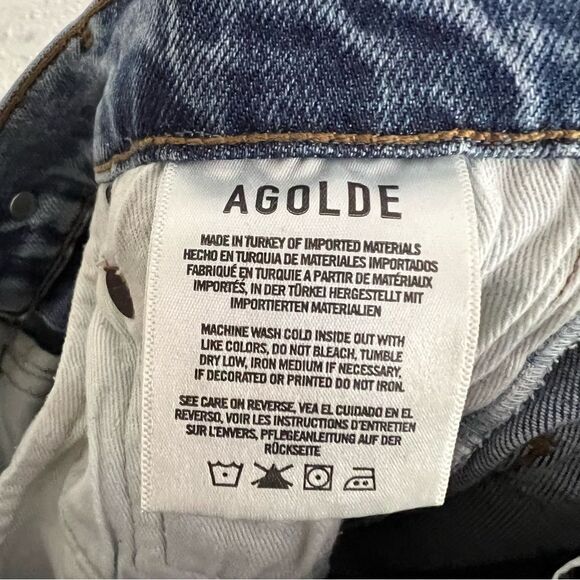 AGOLDE
MADE IN TURKEY OF IMPORTED MATERIALS
HECHO EN TURQUIA DE MATERIALES IMPORTADOS
FABRIQUÉ EN TURQUIE A PARTIR DE MATÉRIAUX
IMPORTÉS, IN DER TÜRKEI HERGESTELLT MIT
IMPORTIERTEN MATERIALIEN
MACHINE WASH COLD INSIDE OUT WITH
LIKE COLORS, DO NOT BLEACH, TUMBLE
DRY LOW, IRON MEDIUM IF NECESSARY.
IF DECORATED OR PRINTED DO NOT IRON.
SEE CARE ON REVERSE, VEA EL CUIDADO EN EL
REVERSO, VOIR LES INSTRUCTIONS D'ENTRETIEN
SUR L'ENVERS, PFLEGEANLEITUNG AUF DER
RÜCKSEITE